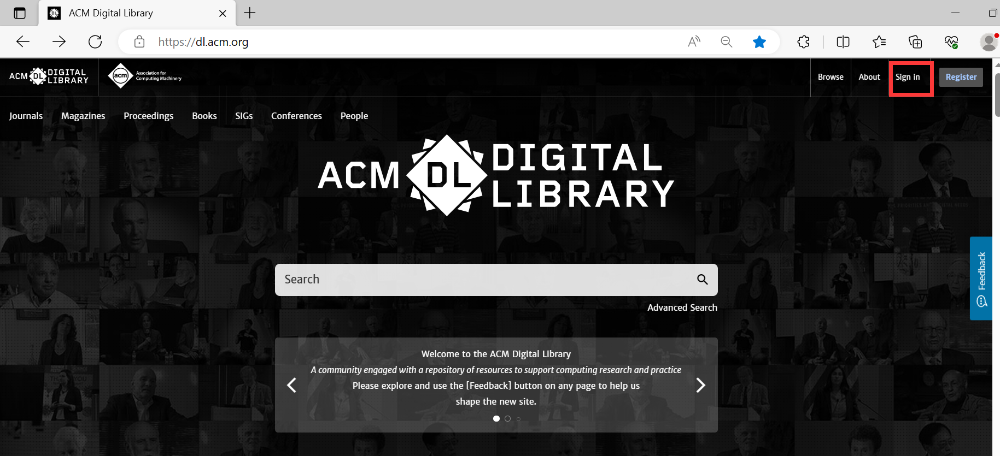 ACM Digital Library
https://dl.acm.org
ACM DL DIGITAL LIBRARY
acm Association for
Computing Machinery
Browse
About
Sign in
Register
Journals
Magazines
Proceedings
Books
SIGs
Conferences
People
ACM DL DIGITAL
LIBRARY
Search
Advanced Search
Feedback
Welcome to the ACM Digital Library
A community engaged with a repository of resources to support computing research and practice
Please explore and use the [Feedback] button on any page to help us
shape the new site.